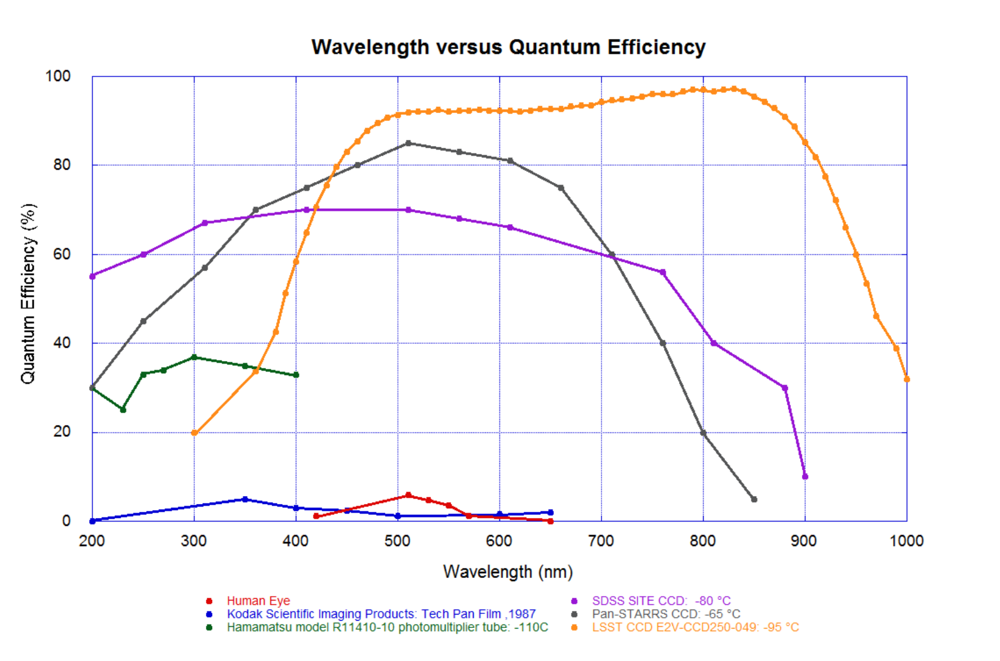 Wavelength versus Quantum Efficiency
100
80
60
40
20
0
Quantum Efficiency (%)
200 300 400 500 600 700 800 900 1000
Wavelength (nm)
Human Eye
Kodak Scientific Imaging Products: Tech Pan Film ,1987
Hamamatsu model R11410-10 photomultiplier tube: -110C
SDSS SITE CCD: -80 °C
Pan-STARRS CCD: -65 °C
LSST CCD E2V-CCD250-049: -95 °C